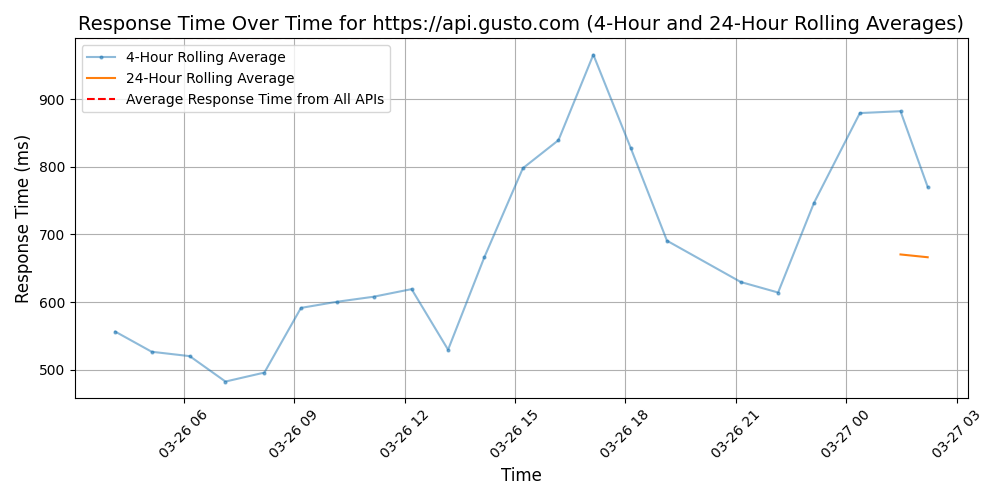 Response Time Over Time for https://api.gusto.com (4-Hour and 24-Hour Rolling Averages)
4-Hour Rolling Average
24-Hour Rolling Average
Average Response Time from All APIs
Response Time (ms)
900
800
700
600
500
03-26 06
03-26 09
03-26 12
03-26 15
03-26 18
03-26 21
03-27 00
03-27 03
Time